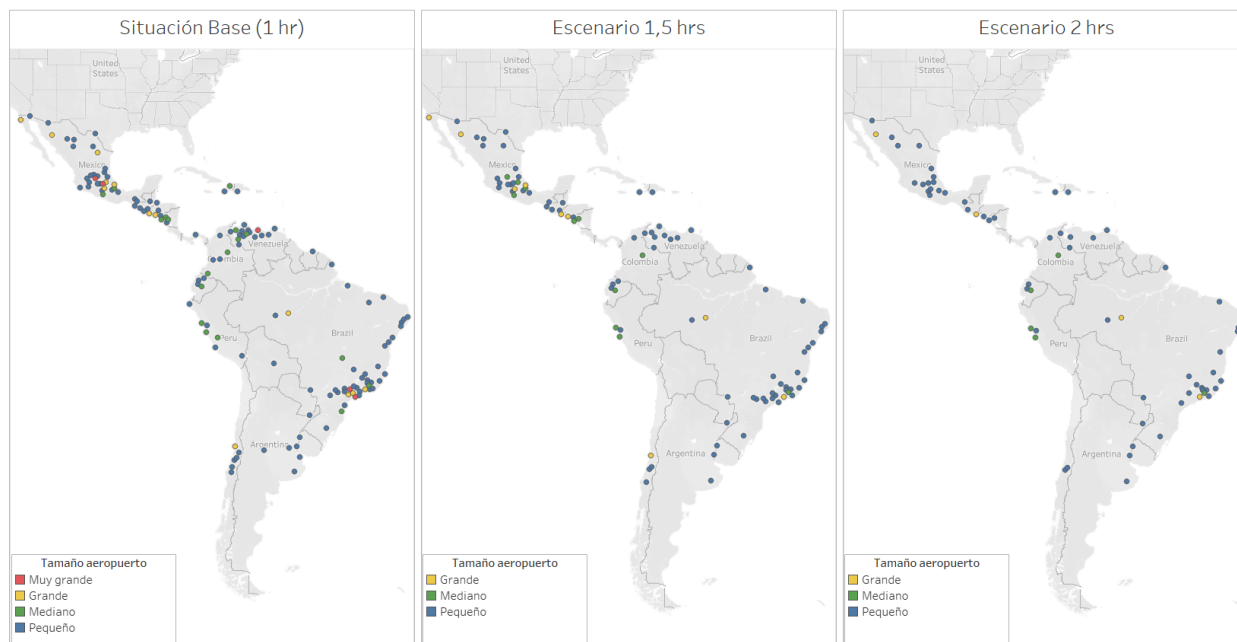 Situación Base (1 hr)
United
States
Mexico
Venezuela
Brazil
Peru
Argentina
Tamaño aeropuerto
Muy grande
Grande
Mediano
Pequeño
Escenario 1,5 hrs
United
States
Mexico
Venezuela
Colombia
Brazil
Peru
Argentina
Tamaño aeropuerto
Grande
Mediano
Pequeño
Escenario 2 hrs
United
States
Mexico
Venezuela
Colombia
Brazil
Peru
Argentina
Tamaño aeropuerto
Grande
Mediano
Pequeño